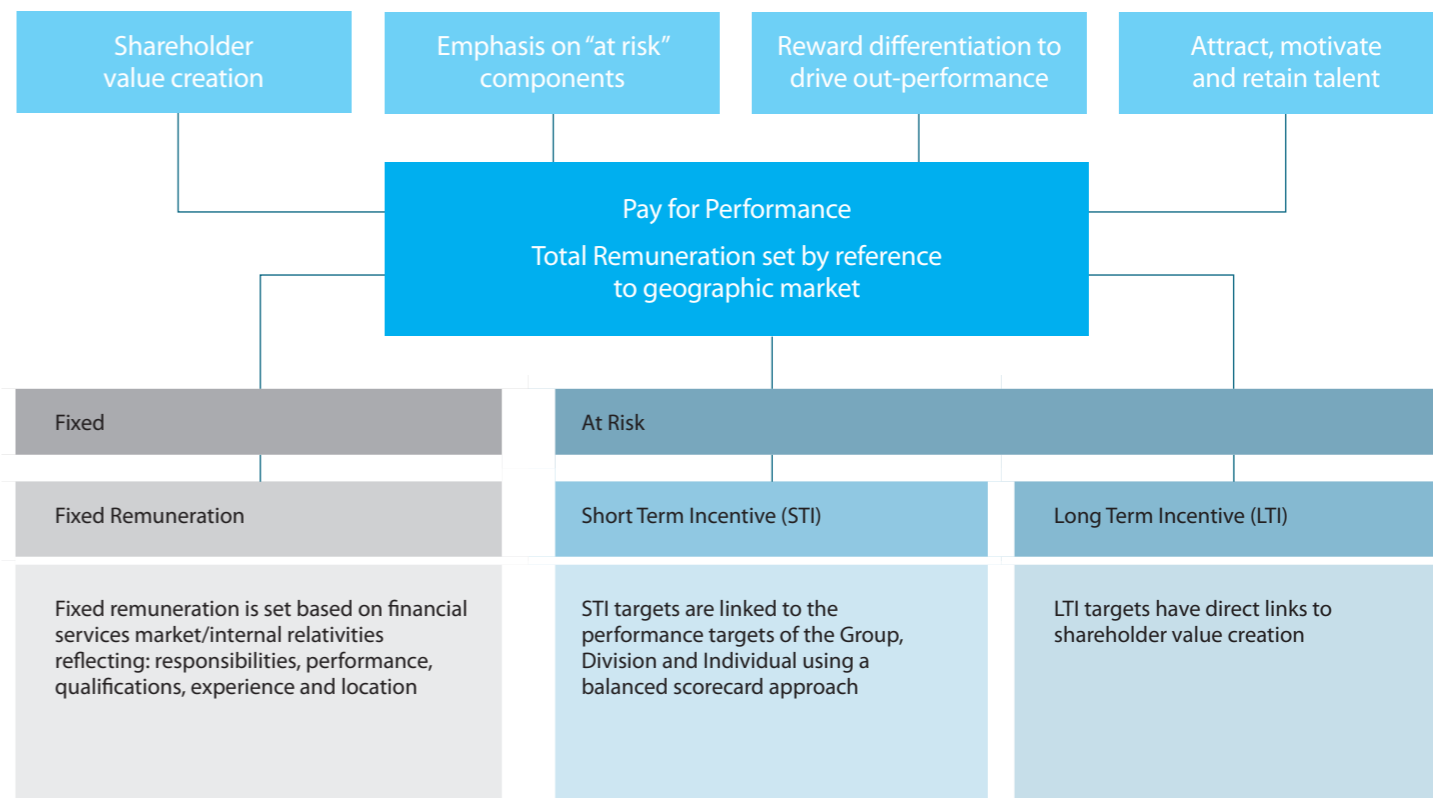 Shareholder
value creation
Emphasis on “at risk”
components
Reward differentiation to
drive out-performance
Attract, motivate
and retain talent
Pay for Performance
Total Remuneration set by reference
to geographic market
Fixed
At Risk
Fixed Remuneration
Short Term Incentive (STI)
Long Term Incentive (LTI)
Fixed remuneration is set based on financial
services market/internal relativities
reflecting: responsibilities, performance,
qualifications, experience and location
STI targets are linked to the
performance targets of the Group,
Division and Individual using a
balanced scorecard approach
LTI targets have direct links to
shareholder value creation